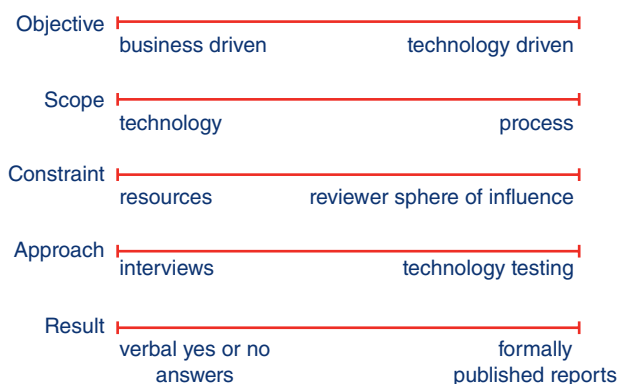 Objective
business driven technology driven
Scope
technology process
Constraint
resources reviewer sphere of influence
Approach
interviews technology testing
Result
verbal yes or no formally
answers published reports